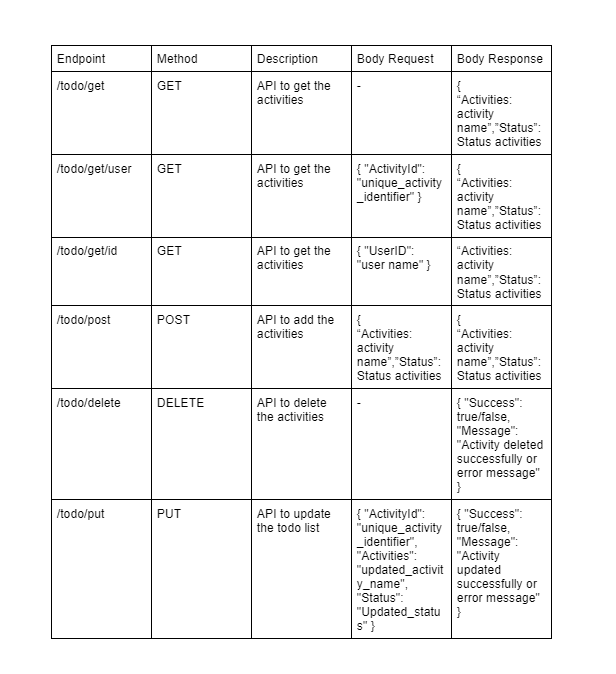 Endpoint Method Description Body Request Body Response
/todo/get GET API to get the activities - { “Activities: activity name”,”Status”: Status activities
/todo/get/user GET API to get the activities { "ActivityId": "unique_activity_identifier" } { “Activities: activity name”,”Status”: Status activities
/todo/get/id GET API to get the activities { "UserID": "user name" } “Activities: activity name”,”Status”: Status activities
/todo/post POST API to add the activities { “Activities: activity name”,”Status”: Status activities { “Activities: activity name”,”Status”: Status activities
/todo/delete DELETE API to delete the activities - { "Success": true/false, "Message": "Activity deleted successfully or error message" }
/todo/put PUT API to update the todo list { "ActivityId": "unique_activity_identifier", "Activities": "updated_activity_name", "Status": "Updated_status" } { "Success": true/false, "Message": "Activity updated successfully or error message" }